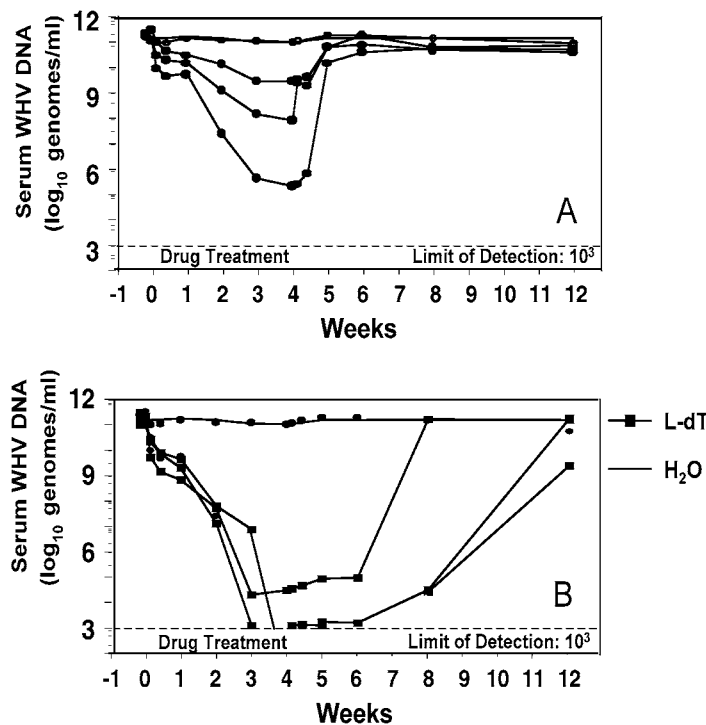 Serum WHV DNA
(log10 genomes/ml)
12
9
6
3
A
Drug Treatment
Limit of Detection: 10³
-1 0 1 2 3 4 5 6 7 8 9 10 11 12
Weeks
Serum WHV DNA
(log10 genomes/ml)
12
9
6
3
B
Drug Treatment
Limit of Detection: 10³
-1 0 1 2 3 4 5 6 7 8 9 10 11 12
Weeks
L-dT
H₂O